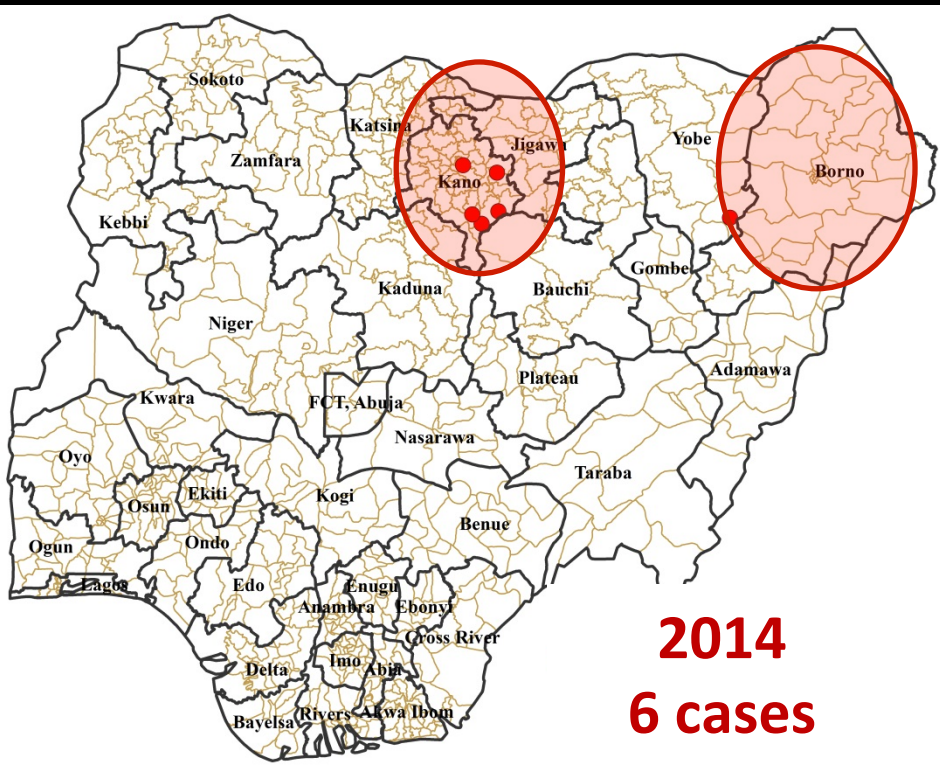 Sokoto
Katsina
Jigawa
Yobe
Zamfara
Kano
Borno
Kebbi
Gombe
Kaduna
Bauchi
Niger
Plateau
Adamawa
Kwara
FCT, Abuja
Nasarawa
Oyo
Taraba
Ekiti
Kogi
Osun
Benue
Ogun
Ondo
Lagos
Edo
Enugu
Anambra
Ebonyi
Cross River
2014
Imo
Abia
Delta
6 cases
Bayelsa
Rivers
Akwa Ibom